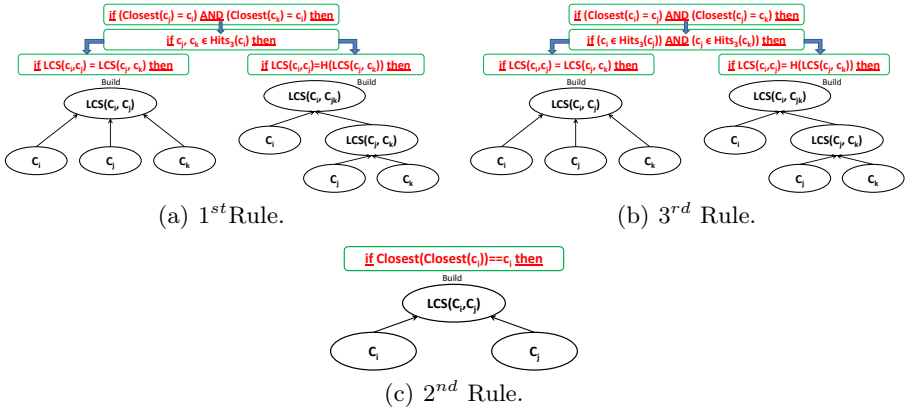 if (Closest(cj) = ci) AND (Closest(ck) = ci) then
if cj, ck ϵ Hits3(ci) then
if LCS(ci,cj) = LCS(cj, ck) then
if LCS(ci,cj)=H(LCS(cj, ck)) then
Build
LCS(Ci, Cj)
Ci
Cj
Ck
Build
LCS(Ci, Cjk)
Ci
LCS(Cj, Ck)
Cj
Ck
(a) 1st Rule.
if (Closest(ci) = cj) AND (Closest(cj) = ck) then
if (ci ϵ Hits3(cj)) AND (cj ϵ Hits3(ck)) then
if LCS(ci,cj) = LCS(cj, ck) then
if LCS(ci,cj)= H(LCS(cj, ck)) then
Build
LCS(Ci, Cj)
Ci
Cj
Ck
Build
LCS(Ci, Cjk)
Ci
LCS(Cj, Ck)
Cj
Ck
(b) 3rd Rule.
if Closest(Closest(ci))==ci then
Build
LCS(Ci,Cj)
Ci
Cj
(c) 2nd Rule.